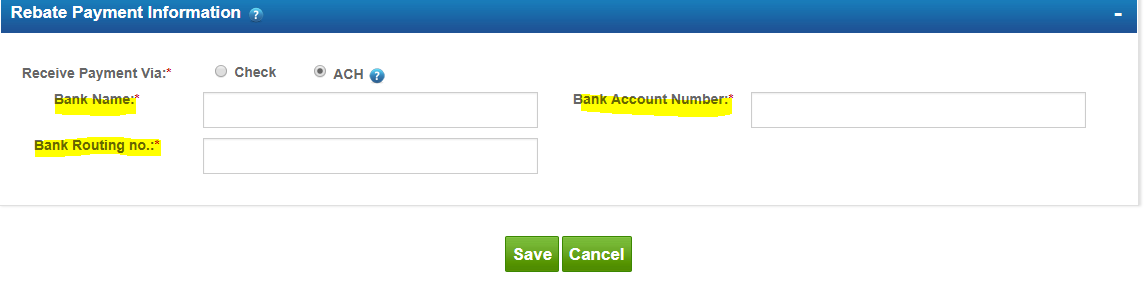 Rebate Payment Information ?
Receive Payment Via:* Check ACH ?
Bank Name:* Bank Account Number:*
Bank Routing no.:*
Save Cancel